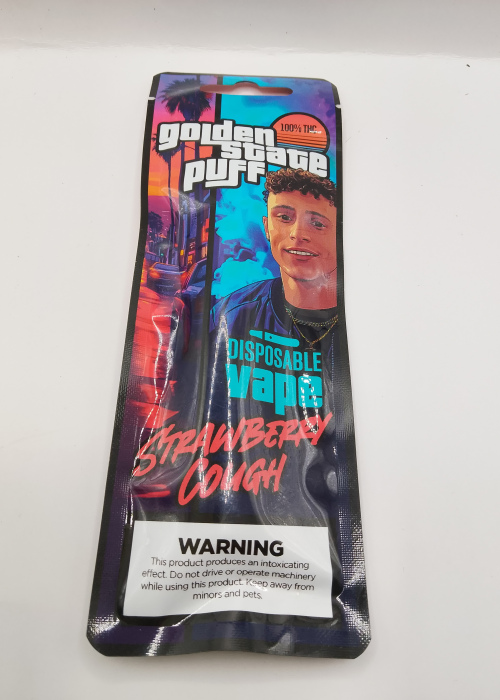 golden
state
puff
100% THC
DISPOSABLE
vape
STRAWBERRY
COUGH
WARNING
This product produces an intoxicating
effect. Do not drive or operate machinery
while using this product. Keep away from
minors and pets.